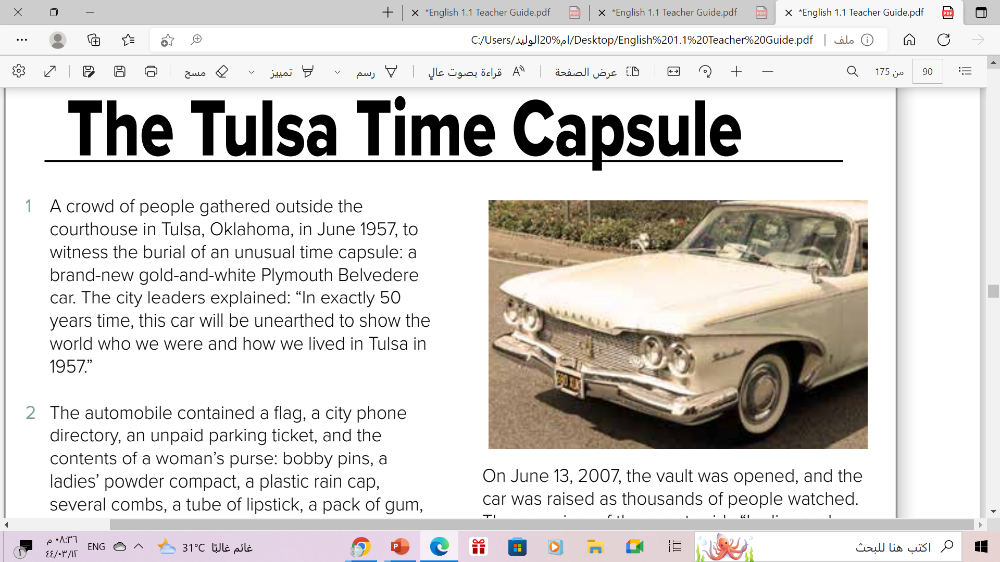 *English 1.1 Teacher Guide.pdf
*English 1.1 Teacher Guide.pdf
*English 1.1 Teacher Guide.pdf
C:/Users/ام%20الوليد/Desktop/English%201.1%20Teacher%20Guide.pdf
ملف
مسح
تمييز
رسم
قراءة بصوت عالٍ
عرض الصفحة
من 175
90
The Tulsa Time Capsule
1 A crowd of people gathered outside the
courthouse in Tulsa, Oklahoma, in June 1957, to
witness the burial of an unusual time capsule: a
brand-new gold-and-white Plymouth Belvedere
car. The city leaders explained: “In exactly 50
years time, this car will be unearthed to show the
world who we were and how we lived in Tulsa in
1957.”
2 The automobile contained a flag, a city phone
directory, an unpaid parking ticket, and the
contents of a woman’s purse: bobby pins, a
ladies’ powder compact, a plastic rain cap,
several combs, a tube of lipstick, a pack of gum,
On June 13, 2007, the vault was opened, and the
car was raised as thousands of people watched.
٠٨:٣٦ م
٤٤/٠٣/١٢
ENG
31°C غائم غالبًا
اكتب هنا للبحث